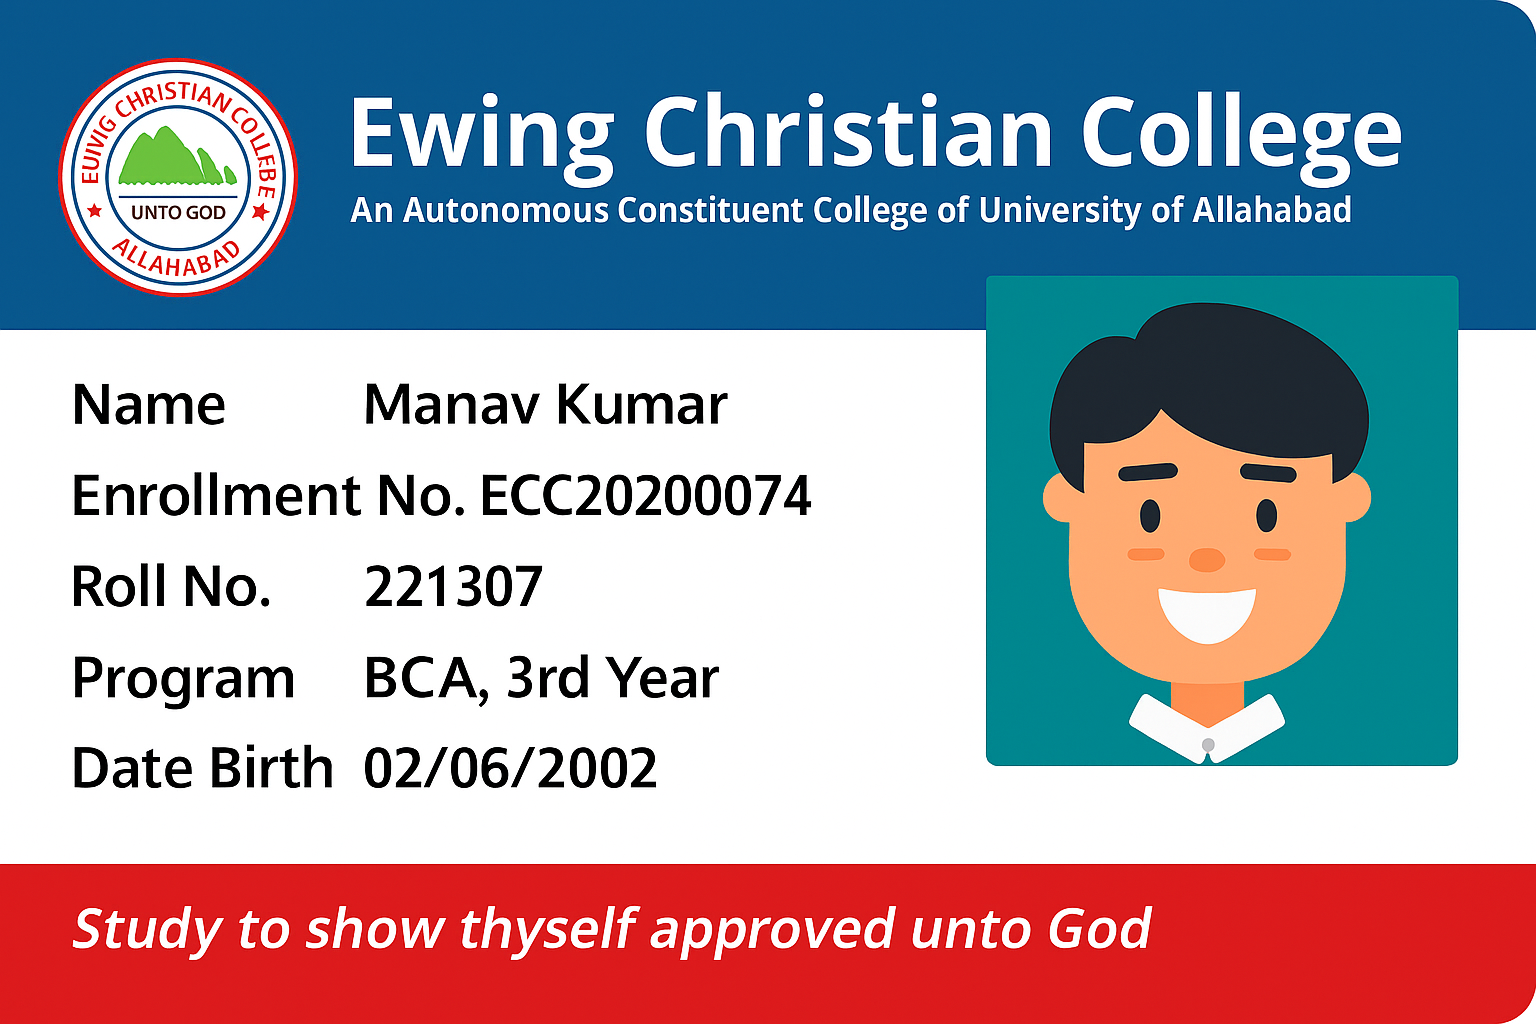 EUIVIG CHRISTIAN COLLEBE
UNTO GOD
ALLAHABAD
Ewing Christian College
An Autonomous Constituent College of University of Allahabad
Name Manav Kumar
Enrollment No. ECC20200074
Roll No. 221307
Program BCA, 3rd Year
Date Birth 02/06/2002
Study to show thyself approved unto God